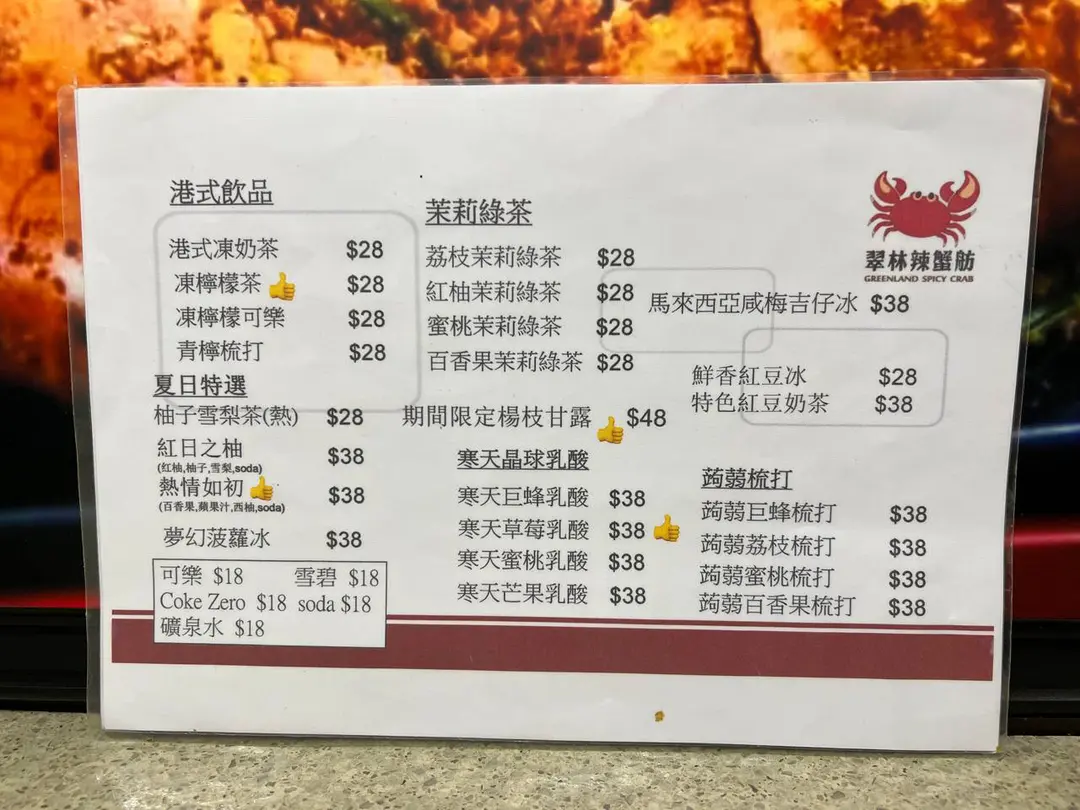 港式飲品
港式凍奶茶 $28
凍檸檬茶👍 $28
凍檸檬可樂 $28
青檸梳打 $28
夏日特選
柚子雪梨茶(熱) $28
紅日之柚 $38
(红柚,柚子,雪梨,soda)
熱情如初👍 $38
(百香果,蘋果汁,西柚,soda)
夢幻菠蘿冰 $38
可樂 $18 雪碧 $18
Coke Zero $18 soda $18
礦泉水 $18
茉莉綠茶
荔枝茉莉綠茶 $28
紅柚茉莉綠茶 $28
蜜桃茉莉綠茶 $28
百香果茉莉綠茶 $28
期間限定楊枝甘露👍 $48
寒天晶球乳酸
寒天巨蜂乳酸 $38
寒天草莓乳酸 $38👍
寒天蜜桃乳酸 $38
寒天芒果乳酸 $38
翠林辣蟹舫
GREENLAND SPICY CRAB
馬來西亞咸梅吉仔冰 $38
鮮香紅豆冰 $28
特色紅豆奶茶 $38
蒟蒻梳打
蒟蒻巨蜂梳打 $38
蒟蒻荔枝梳打 $38
蒟蒻蜜桃梳打 $38
蒟蒻百香果梳打 $38